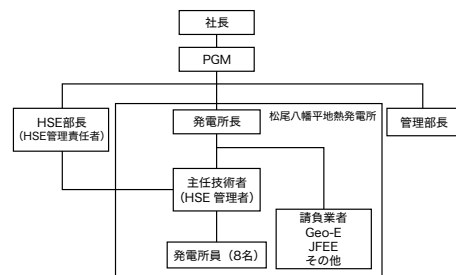 社長
PGM
HSE部長
(HSE管理責任者)
発電所長
松尾八幡平地熱発電所
管理部長
主任技術者
(HSE 管理者)
請負業者
Geo-E
JFEE
その他
発電所員（8名）